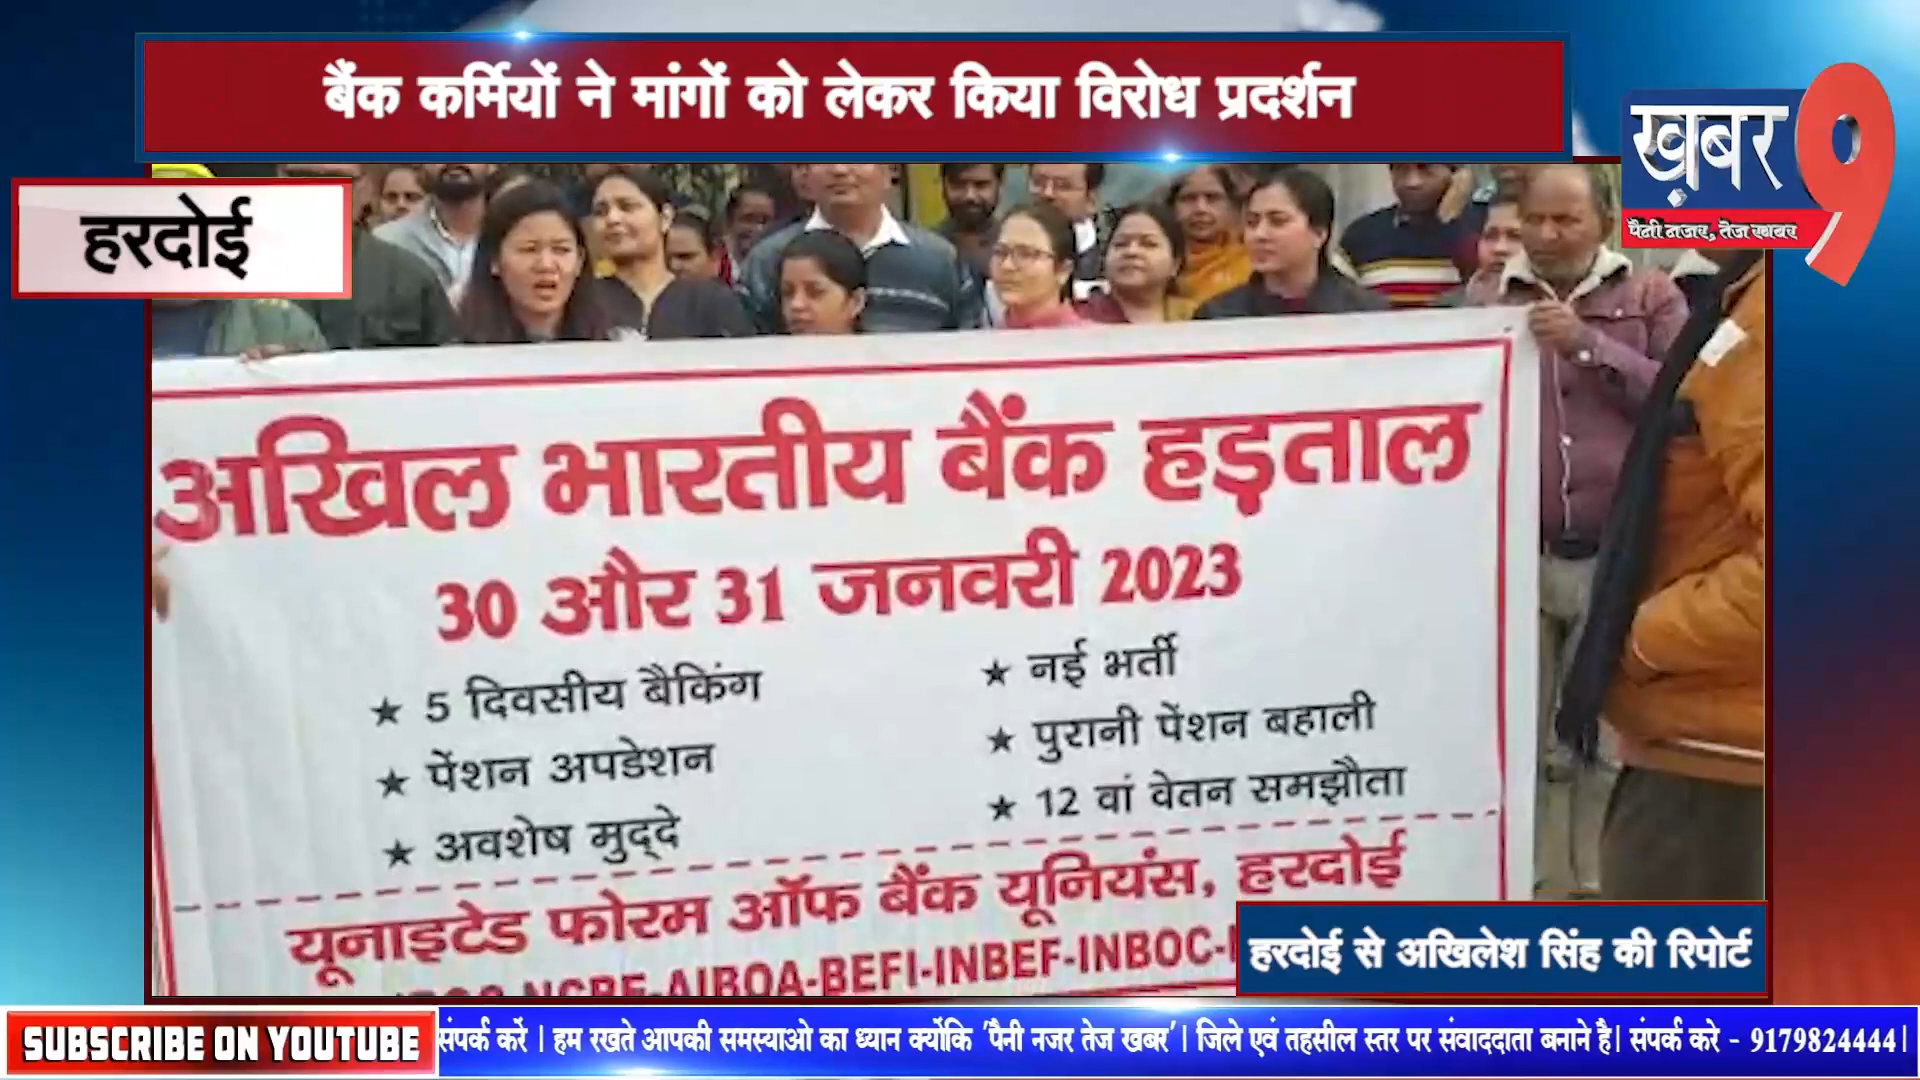 बैंक कर्मियों ने मांगों को लेकर किया विरोध प्रदर्शन
ख़बर 9
पैनी नजर, तेज खबर
हरदोई
अखिल भारतीय बैंक हड़ताल
30 और 31 जनवरी 2023
★ 5 दिवसीय बैकिंग
★ पेंशन अपडेशन
★ अवशेष मुद्दे
★ नई भर्ती
★ पुरानी पेंशन बहाली
★ 12 वां वेतन समझौता
यूनाइटेड फोरम ऑफ बैंक यूनियंस, हरदोई
NCBE-AIBOA-BEFI-INBEF-INBOC-
हरदोई से अखिलेश सिंह की रिपोर्ट
SUBSCRIBE ON YOUTUBE
संपर्क करें | हम रखते आपकी समस्याओ का ध्यान क्योंकि 'पैनी नजर तेज खबर' | जिले एवं तहसील स्तर पर संवाददाता बनाने है| संपर्क करे - 9179824444|